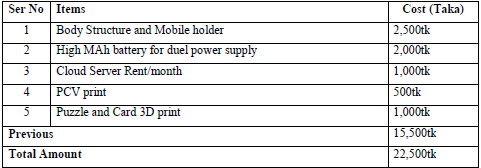 Ser No Items Cost (Taka)
1 Body Structure and Mobile holder 2,500tk
2 High MAh battery for duel power supply 2,000tk
3 Cloud Server Rent/month 1,000tk
4 PCV print 500tk
5 Puzzle and Card 3D print 1,000tk
Previous 15,500tk
Total Amount 22,500tk